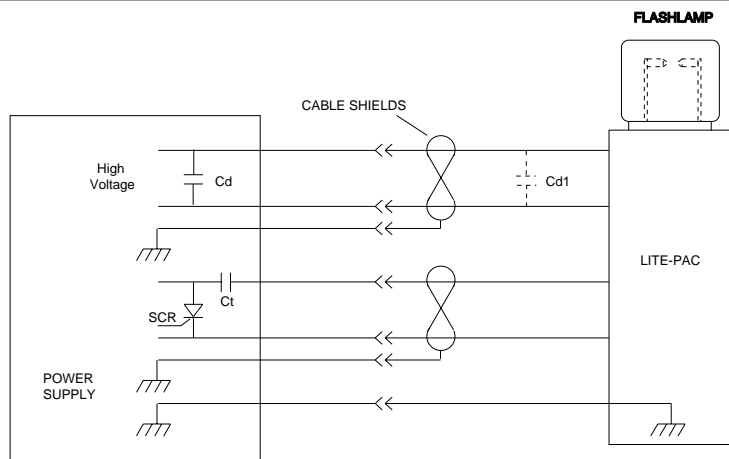 FLASHLAMP
CABLE SHIELDS
High
Voltage
Cd
Cd1
LITE-PAC
Ct
SCR
POWER
SUPPLY